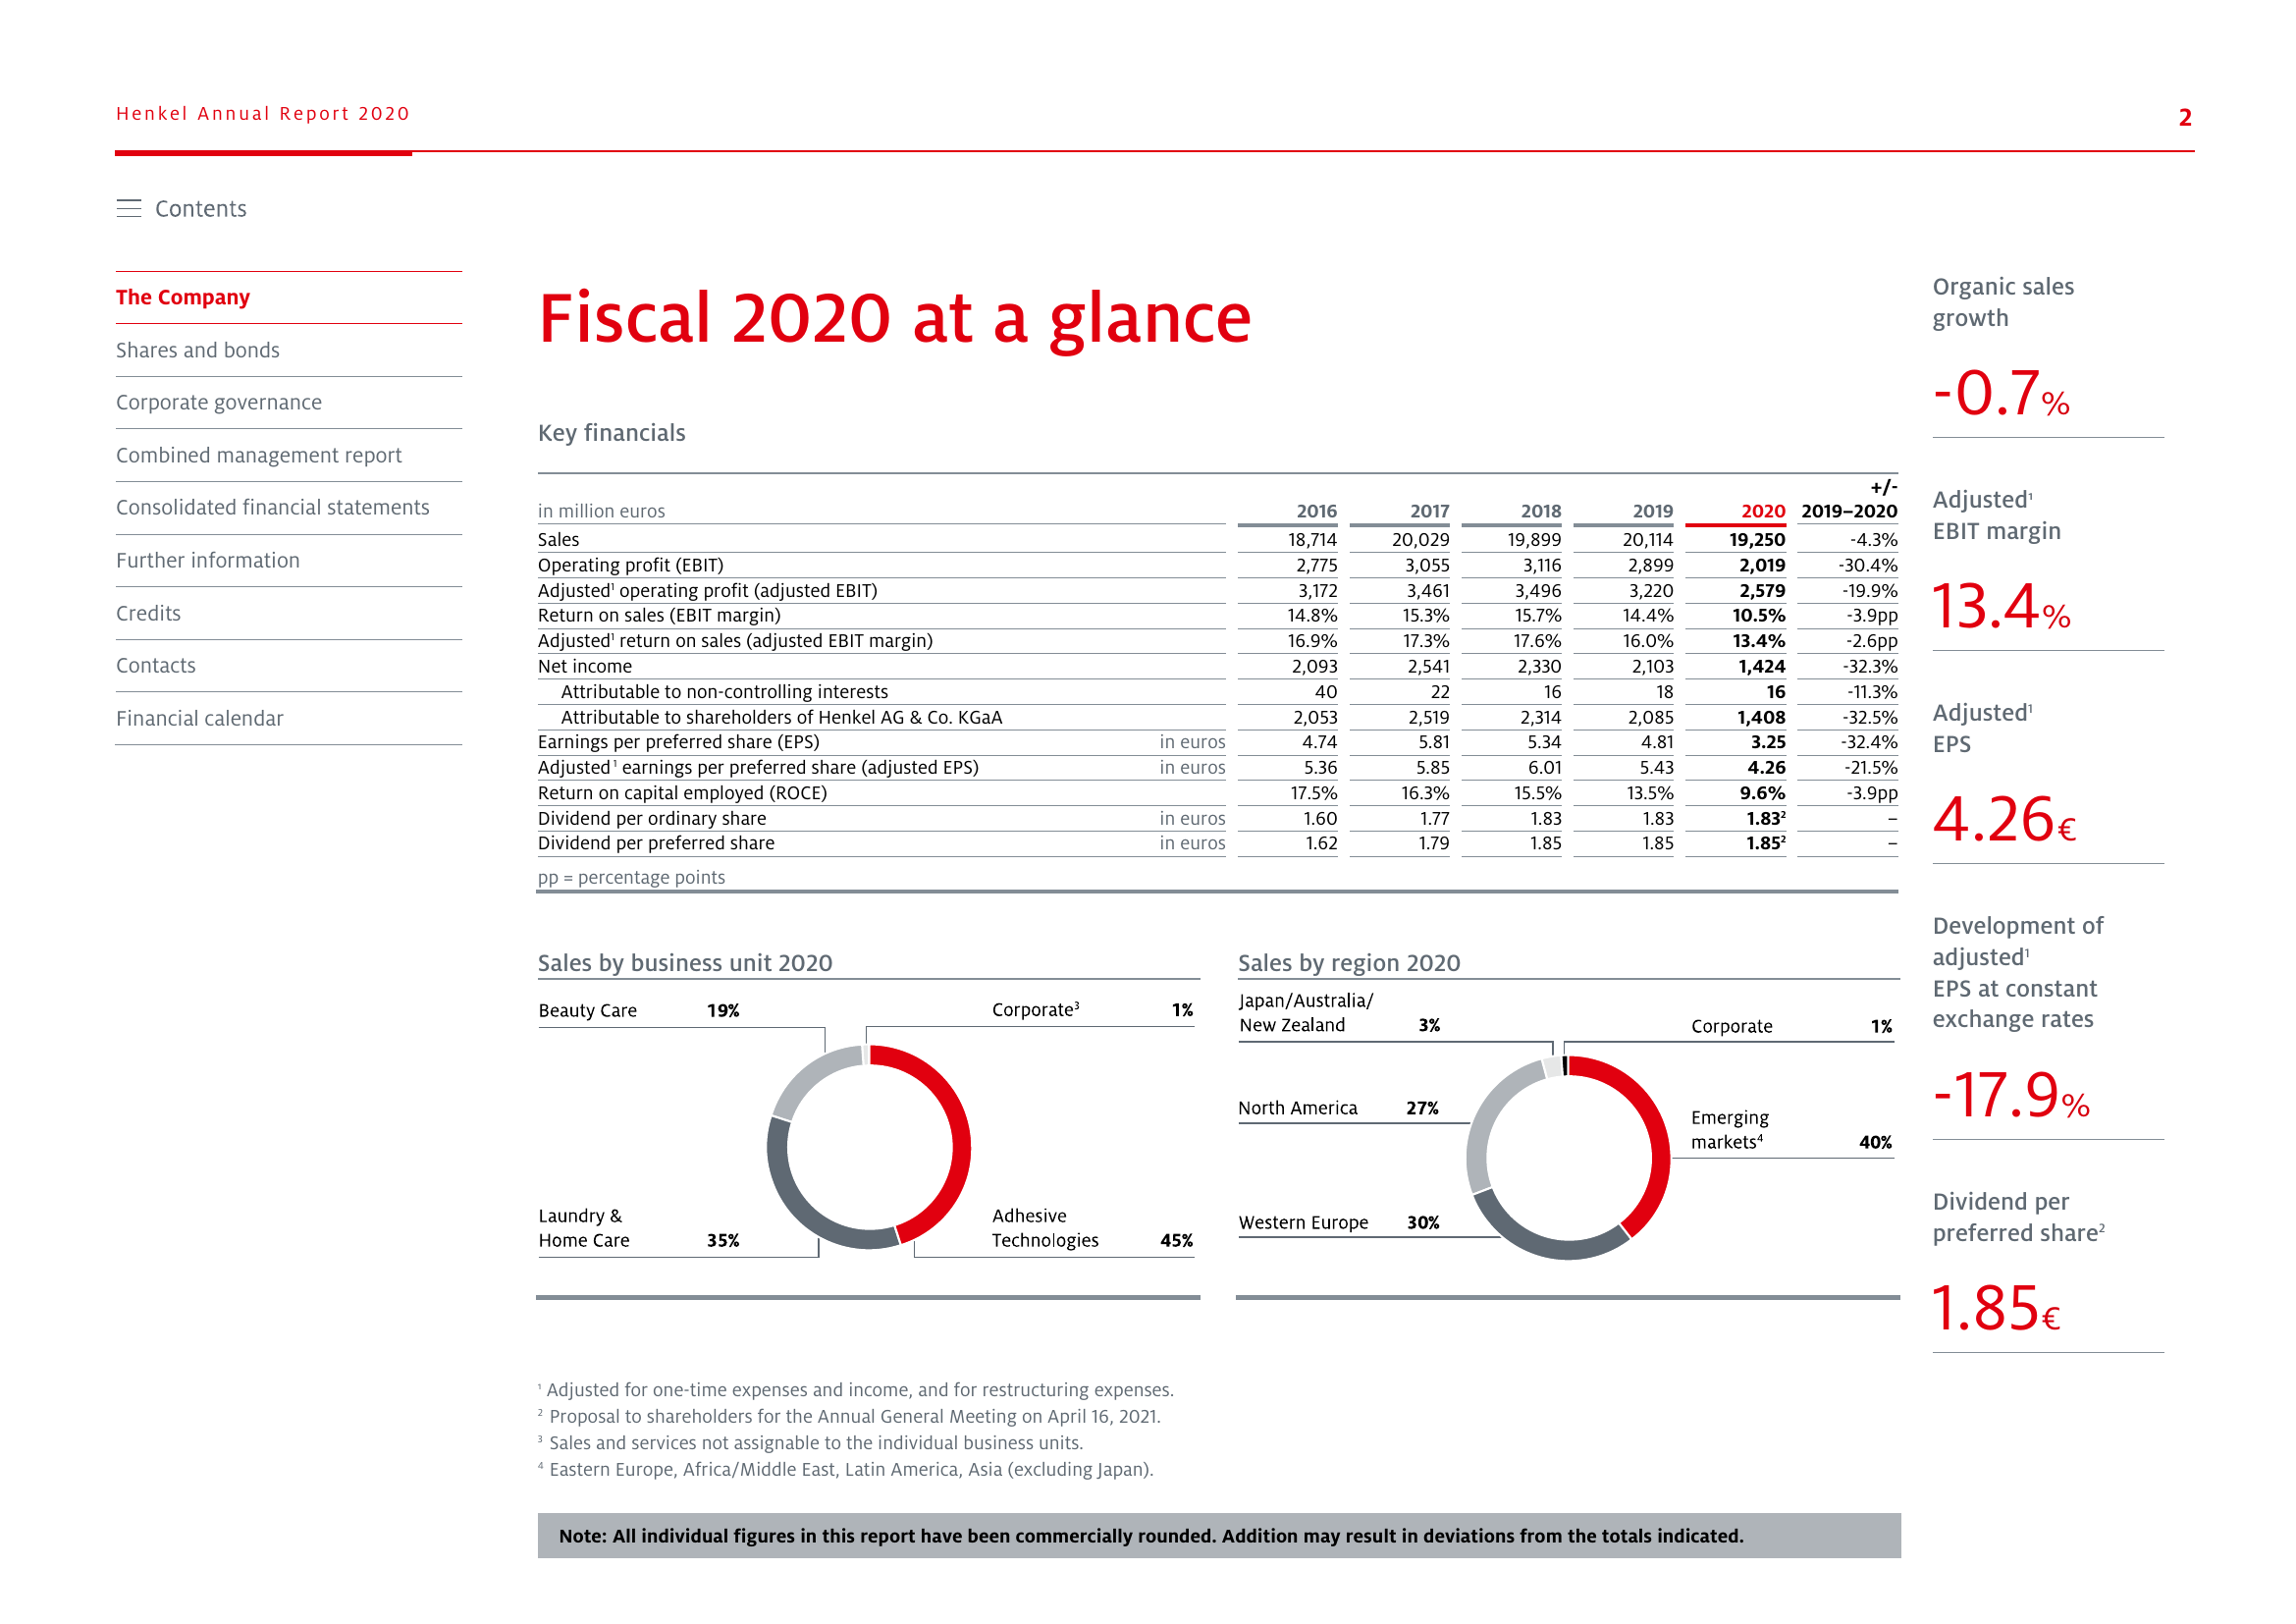 Henkel Annual Report 2020
2
Contents
The Company
Shares and bonds
Corporate governance
Combined management report
Consolidated financial statements
Further information
Credits
Contacts
Financial calendar
Fiscal 2020 at a glance
Key financials
in million euros 2016 2017 2018 2019 2020 +/- 2019–2020
Sales 18,714 20,029 19,899 20,114 19,250 -4.3%
Operating profit (EBIT) 2,775 3,055 3,116 2,899 2,019 -30.4%
Adjusted¹ operating profit (adjusted EBIT) 3,172 3,461 3,496 3,220 2,579 -19.9%
Return on sales (EBIT margin) 14.8% 15.3% 15.7% 14.4% 10.5% -3.9pp
Adjusted¹ return on sales (adjusted EBIT margin) 16.9% 17.3% 17.6% 16.0% 13.4% -2.6pp
Net income 2,093 2,541 2,330 2,103 1,424 -32.3%
Attributable to non-controlling interests 40 22 16 18 16 -11.3%
Attributable to shareholders of Henkel AG & Co. KGaA 2,053 2,519 2,314 2,085 1,408 -32.5%
Earnings per preferred share (EPS) in euros 4.74 5.81 5.34 4.81 3.25 -32.4%
Adjusted¹ earnings per preferred share (adjusted EPS) in euros 5.36 5.85 6.01 5.43 4.26 -21.5%
Return on capital employed (ROCE) 17.5% 16.3% 15.5% 13.5% 9.6% -3.9pp
Dividend per ordinary share in euros 1.60 1.77 1.83 1.83 1.83² –
Dividend per preferred share in euros 1.62 1.79 1.85 1.85 1.85² –
pp = percentage points
Sales by business unit 2020
Beauty Care 19%
Corporate³ 1%
Laundry &
Home Care 35%
Adhesive
Technologies 45%
Sales by region 2020
Japan/Australia/
New Zealand 3%
Corporate 1%
North America 27%
Emerging
markets⁴ 40%
Western Europe 30%
¹ Adjusted for one-time expenses and income, and for restructuring expenses.
² Proposal to shareholders for the Annual General Meeting on April 16, 2021.
³ Sales and services not assignable to the individual business units.
⁴ Eastern Europe, Africa/Middle East, Latin America, Asia (excluding Japan).
Note: All individual figures in this report have been commercially rounded. Addition may result in deviations from the totals indicated.
Organic sales
growth
-0.7%
Adjusted¹
EBIT margin
13.4%
Adjusted¹
EPS
4.26€
Development of
adjusted¹
EPS at constant
exchange rates
-17.9%
Dividend per
preferred share²
1.85€